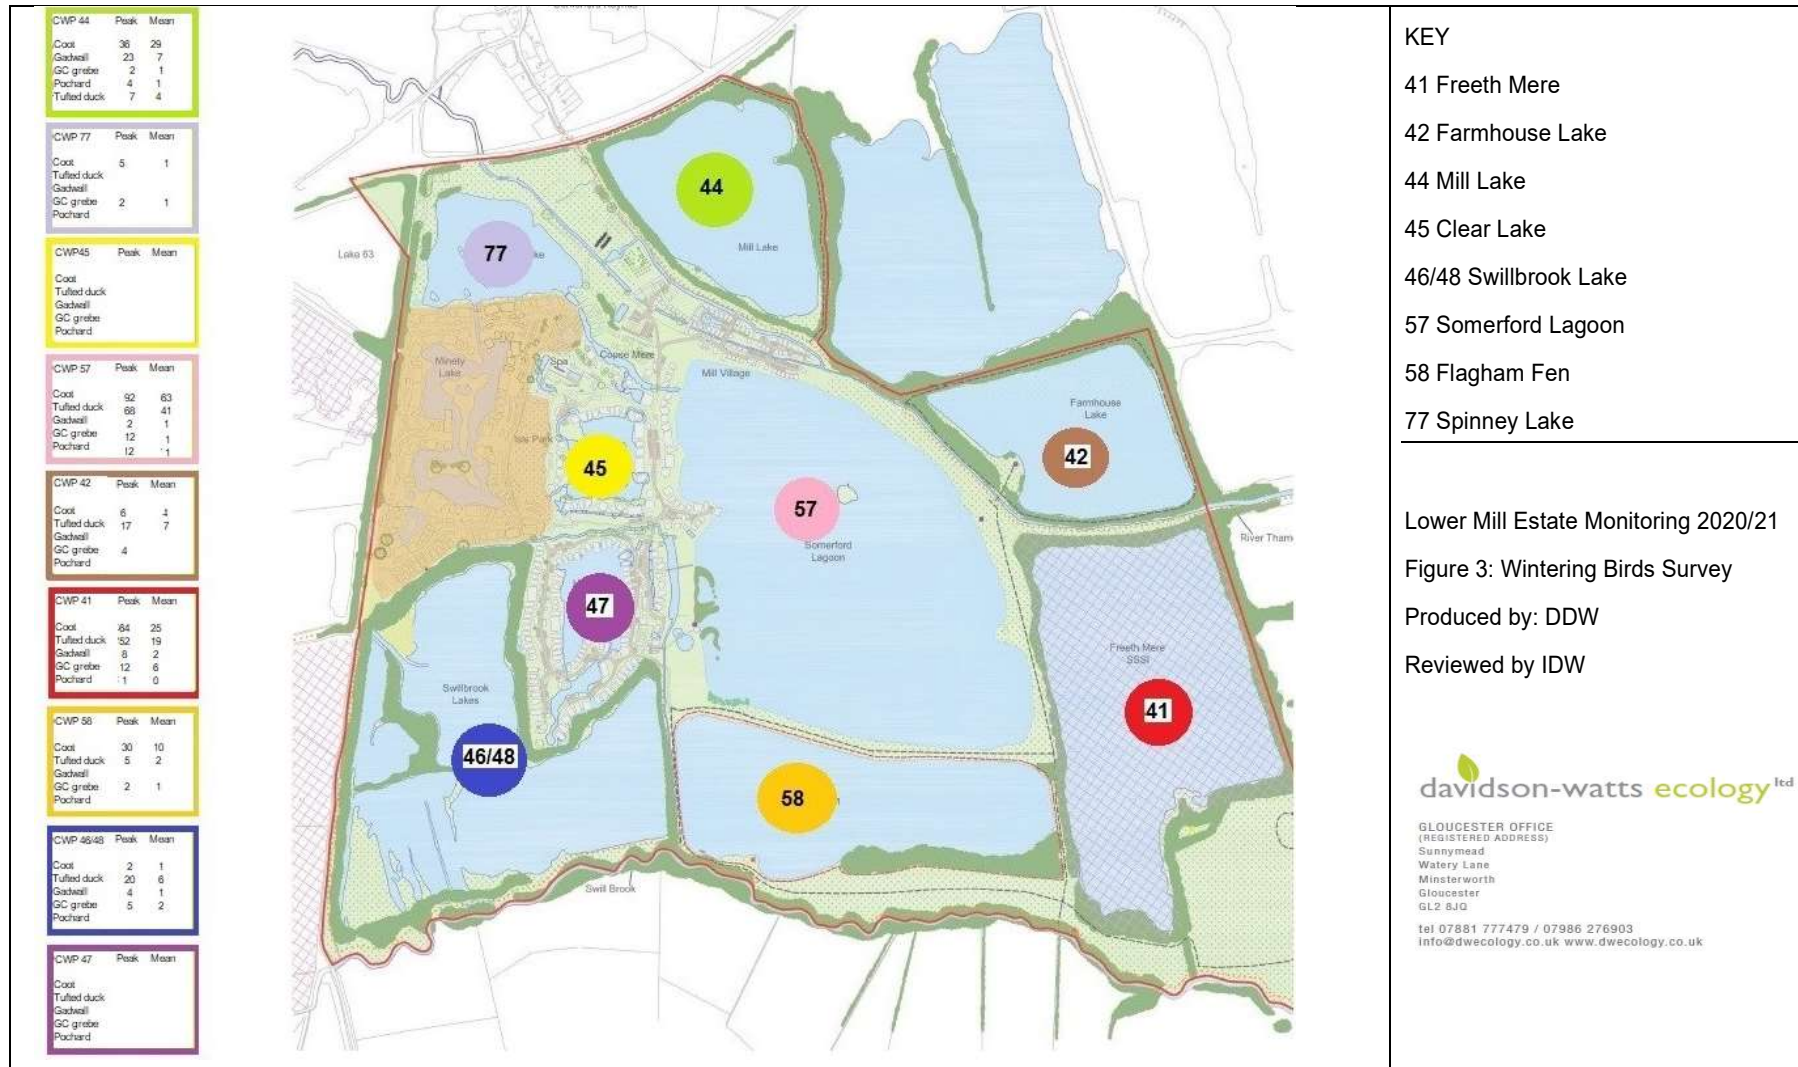 CWP 44 Peak Mean
Coot 36 29
Gadwall 23 7
GC grebe 2 1
Pochard 4 1
Tufted duck 7 4
CWP 77 Peak Mean
Coot 5 1
Tufted duck
Gadwall
GC grebe 2 1
Pochard
CWP45 Peak Mean
Coot
Tufted duck
Gadwall
GC grebe
Pochard
CWP 57 Peak Mean
Coot 92 63
Tufted duck 68 41
Gadwall 2 1
GC grebe 12 1
Pochard 12 1
CWP 42 Peak Mean
Coot 6
Tufted duck 17 7
Gadwall
GC grebe 4
Pochard
CWP 41 Peak Mean
Coot 64 25
Tufted duck 52 19
Gadwall 8 2
GC grebe 12 6
Pochard 1 0
CWP 58 Peak Mean
Coot 30 10
Tufted duck 5 2
Gadwall
GC grebe 2 1
Pochard
CWP 46/48 Peak Mean
Coot 2 1
Tufted duck 20 6
Gadwall 4 1
GC grebe 5 2
Pochard
CWP 47 Peak Mean
Coot
Tufted duck
Gadwall
GC grebe
Pochard
44
Mill Lake
Lake 63
77 ke
Minety
Lake
Spa
Copse Mere
Mill Village
Isis Park
45
Farmhouse
Lake
42
57
Somerford
Lagoon
River Tham
47
Freeth Mere
SSSI
41
Swillbrook
Lakes
46/48
58
Swill Brook
KEY
41 Freeth Mere
42 Farmhouse Lake
44 Mill Lake
45 Clear Lake
46/48 Swillbrook Lake
57 Somerford Lagoon
58 Flagham Fen
77 Spinney Lake
Lower Mill Estate Monitoring 2020/21
Figure 3: Wintering Birds Survey
Produced by: DDW
Reviewed by IDW
davidson-watts ecology ltd
GLOUCESTER OFFICE
(REGISTERED ADDRESS)
Sunnymead
Watery Lane
Minsterworth
Gloucester
GL2 8JQ
tel 07881 777479 / 07986 276903
info@dwecology.co.uk www.dwecology.co.uk